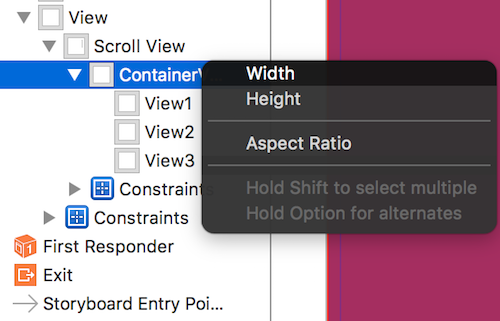 View
Scroll View
ContainerV
Width
Height
View1
View2
Aspect Ratio
View3
Constraints
Hold Shift to select multiple
Constraints
Hold Option for alternates
First Responder
Exit
Storyboard Entry Poi...